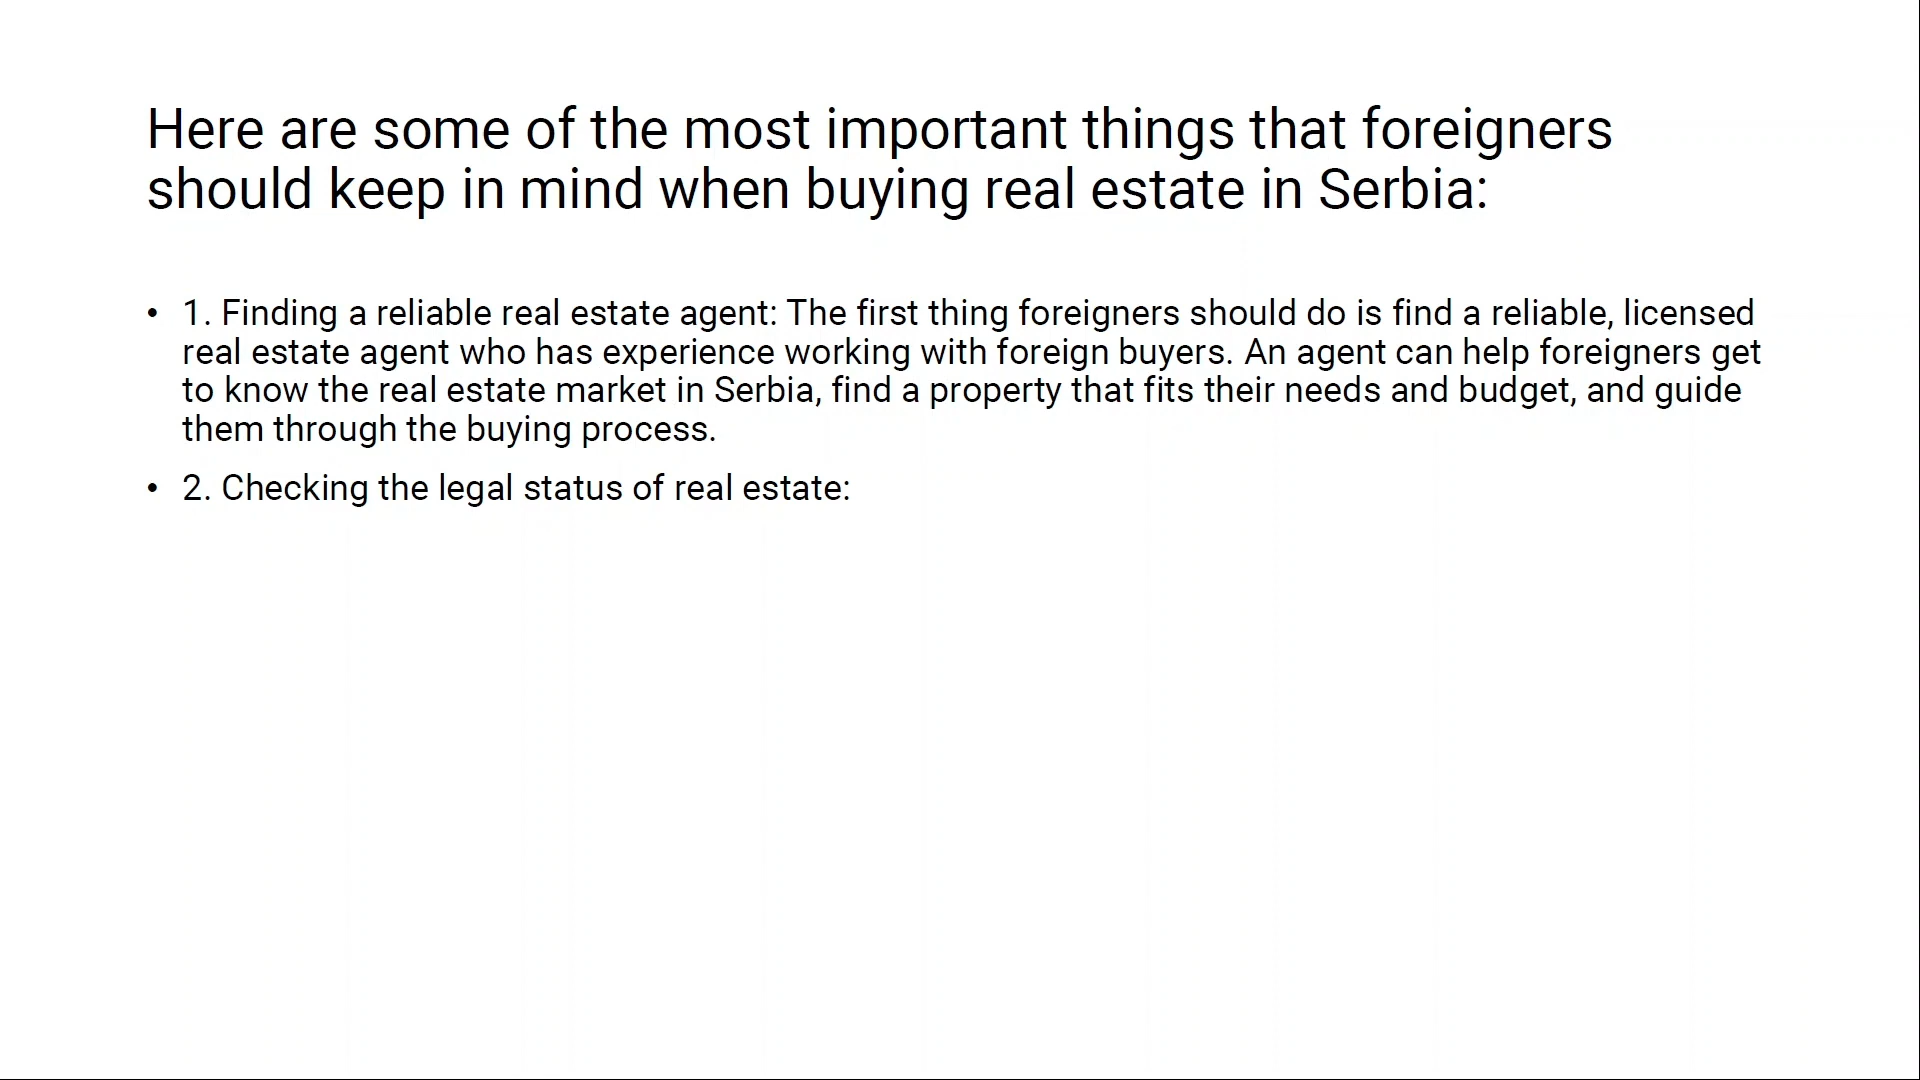 Here are some of the most important things that foreigners
should keep in mind when buying real estate in Serbia:
• 1. Finding a reliable real estate agent: The first thing foreigners should do is find a reliable, licensed
real estate agent who has experience working with foreign buyers. An agent can help foreigners get
to know the real estate market in Serbia, find a property that fits their needs and budget, and guide
them through the buying process.
• 2. Checking the legal status of real estate: